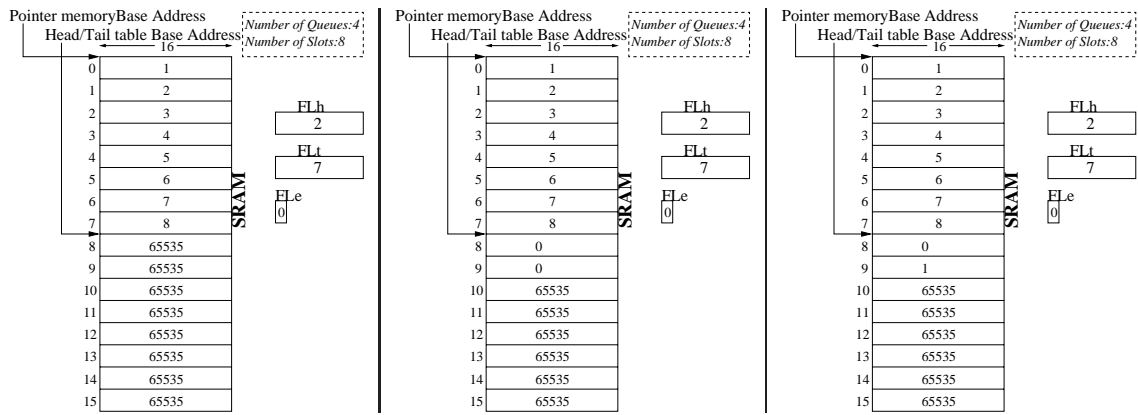 Pointer memoryBase Address
Head/Tail table Base Address
Number of Queues:4
Number of Slots:8
16
0 1
1 2
2 3
3 4
4 5
5 6
6 7
7 8
8 65535
9 65535
10 65535
11 65535
12 65535
13 65535
14 65535
15 65535
FLh
2
FLt
7
FLe
0
SRAM
Pointer memoryBase Address
Head/Tail table Base Address
Number of Queues:4
Number of Slots:8
16
0 1
1 2
2 3
3 4
4 5
5 6
6 7
7 8
8 0
9 0
10 65535
11 65535
12 65535
13 65535
14 65535
15 65535
FLh
2
FLt
7
FLe
0
SRAM
Pointer memoryBase Address
Head/Tail table Base Address
Number of Queues:4
Number of Slots:8
16
0 1
1 2
2 3
3 4
4 5
5 6
6 7
7 8
8 0
9 1
10 65535
11 65535
12 65535
13 65535
14 65535
15 65535
FLh
2
FLt
7
FLe
0
SRAM